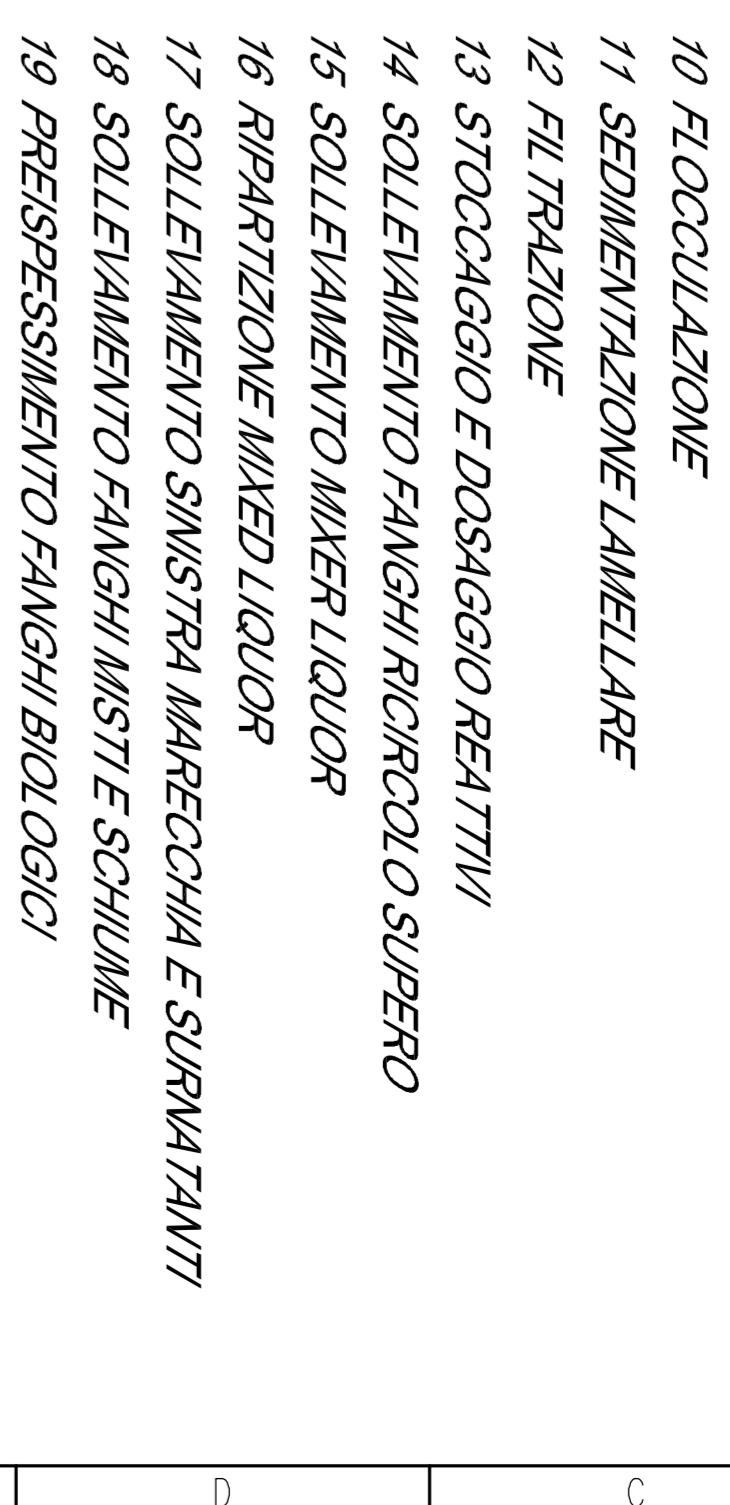 10 FLOCCULAZIONE
11 SEDIMENTAZIONE LAMELLARE
12 FILTRAZIONE
13 STOCCAGGIO E DOSAGGIO REATTIVI
14 SOLLEVAMENTO FANGHI RICIRCOLO SUPERO
15 SOLLEVAMENTO MIXER LIQUOR
16 RIPARTIZIONE MIXED LIQUOR
17 SOLLEVAMENTO SINISTRA MARECCHIA E SURNATANTI
18 SOLLEVAMENTO FANGHI MISTI E SCHIUME
19 PREISPESSIMENTO FANGHI BIOLOGICI
D
C